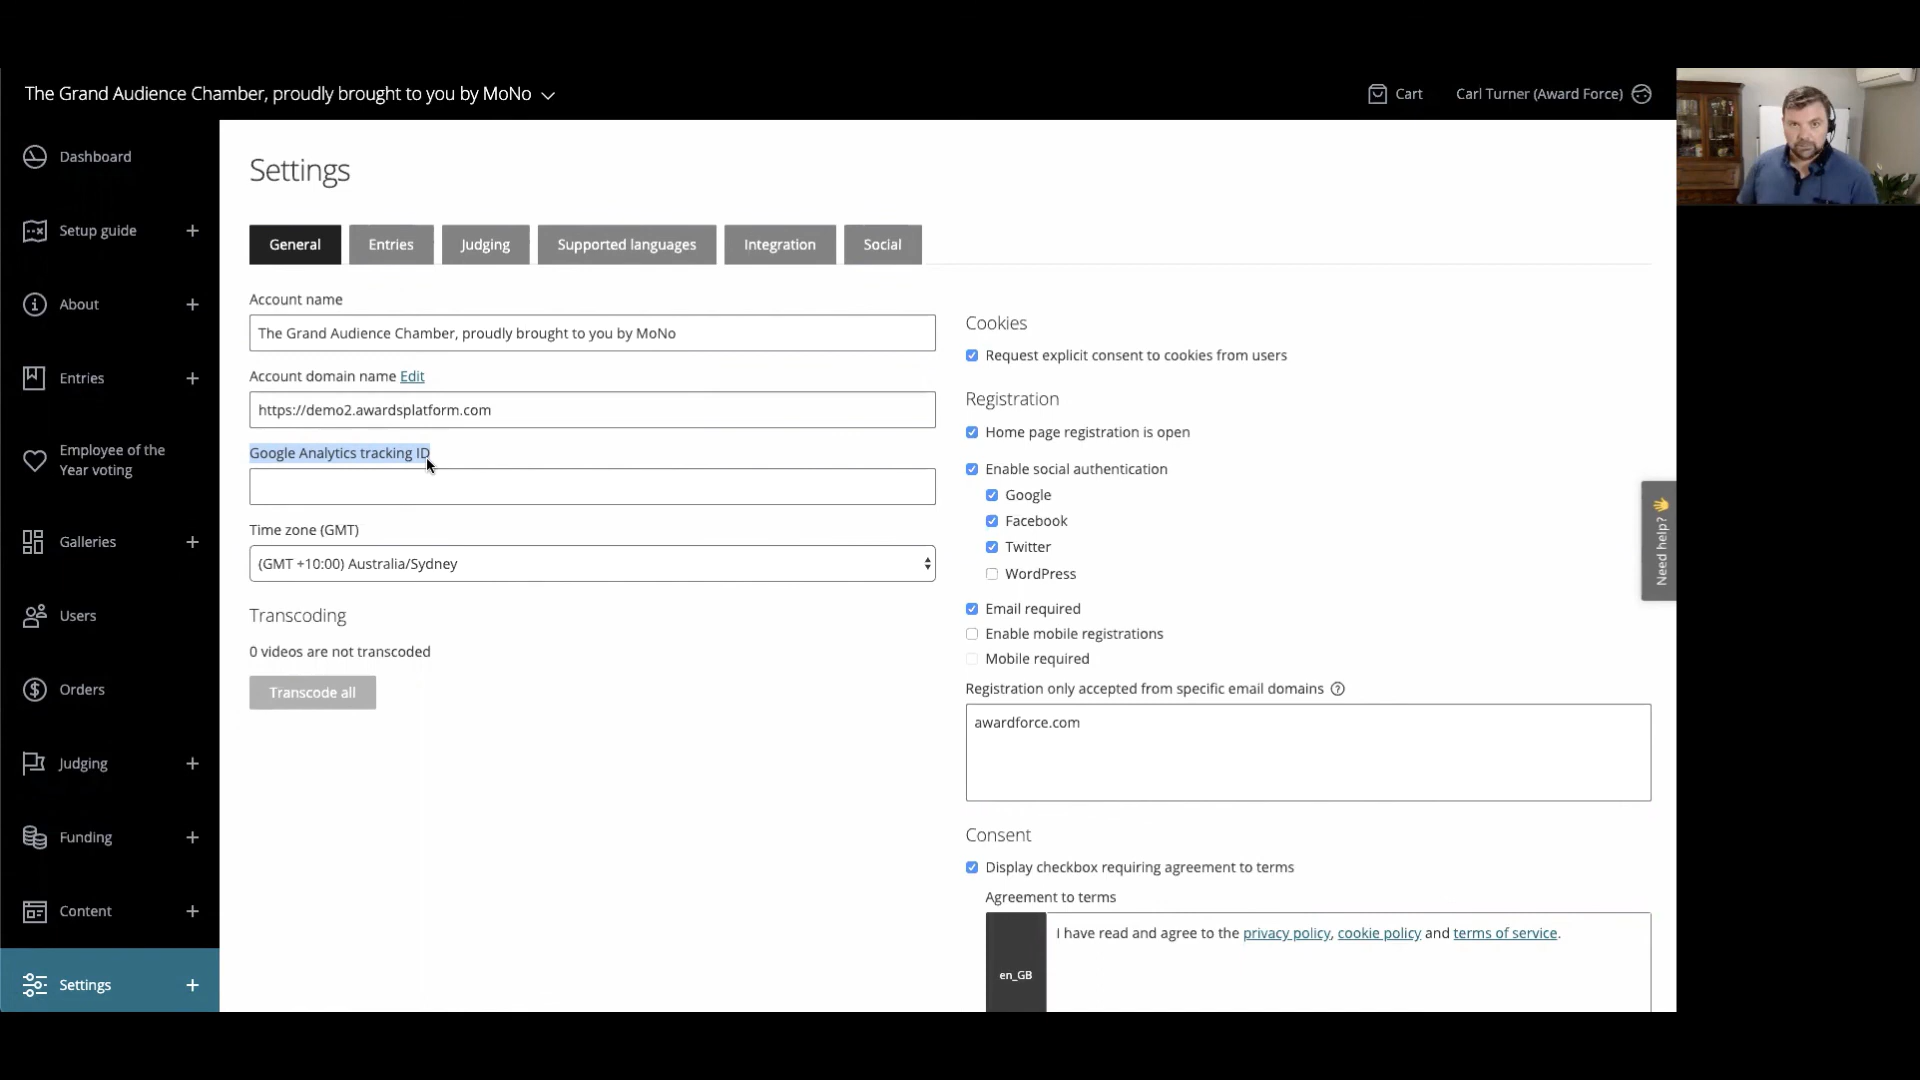 The Grand Audience Chamber, proudly brought to you by MoNo
Cart
Carl Turner (Award Force)
Dashboard
Setup guide
About
Entries
Employee of the
Year voting
Galleries
Users
Orders
Judging
Funding
Content
Settings
Settings
General
Entries
Judging
Supported languages
Integration
Social
Account name
The Grand Audience Chamber, proudly brought to you by MoNo
Account domain name Edit
https://demo2.awardsplatform.com
Google Analytics tracking ID
Time zone (GMT)
(GMT +10:00) Australia/Sydney
Transcoding
0 videos are not transcoded
Transcode all
Cookies
Request explicit consent to cookies from users
Registration
Home page registration is open
Enable social authentication
Google
Facebook
Twitter
WordPress
Email required
Enable mobile registrations
Mobile required
Registration only accepted from specific email domains
awardforce.com
Consent
Display checkbox requiring agreement to terms
Agreement to terms
en_GB
I have read and agree to the privacy policy, cookie policy and terms of service.
Need help? 👋